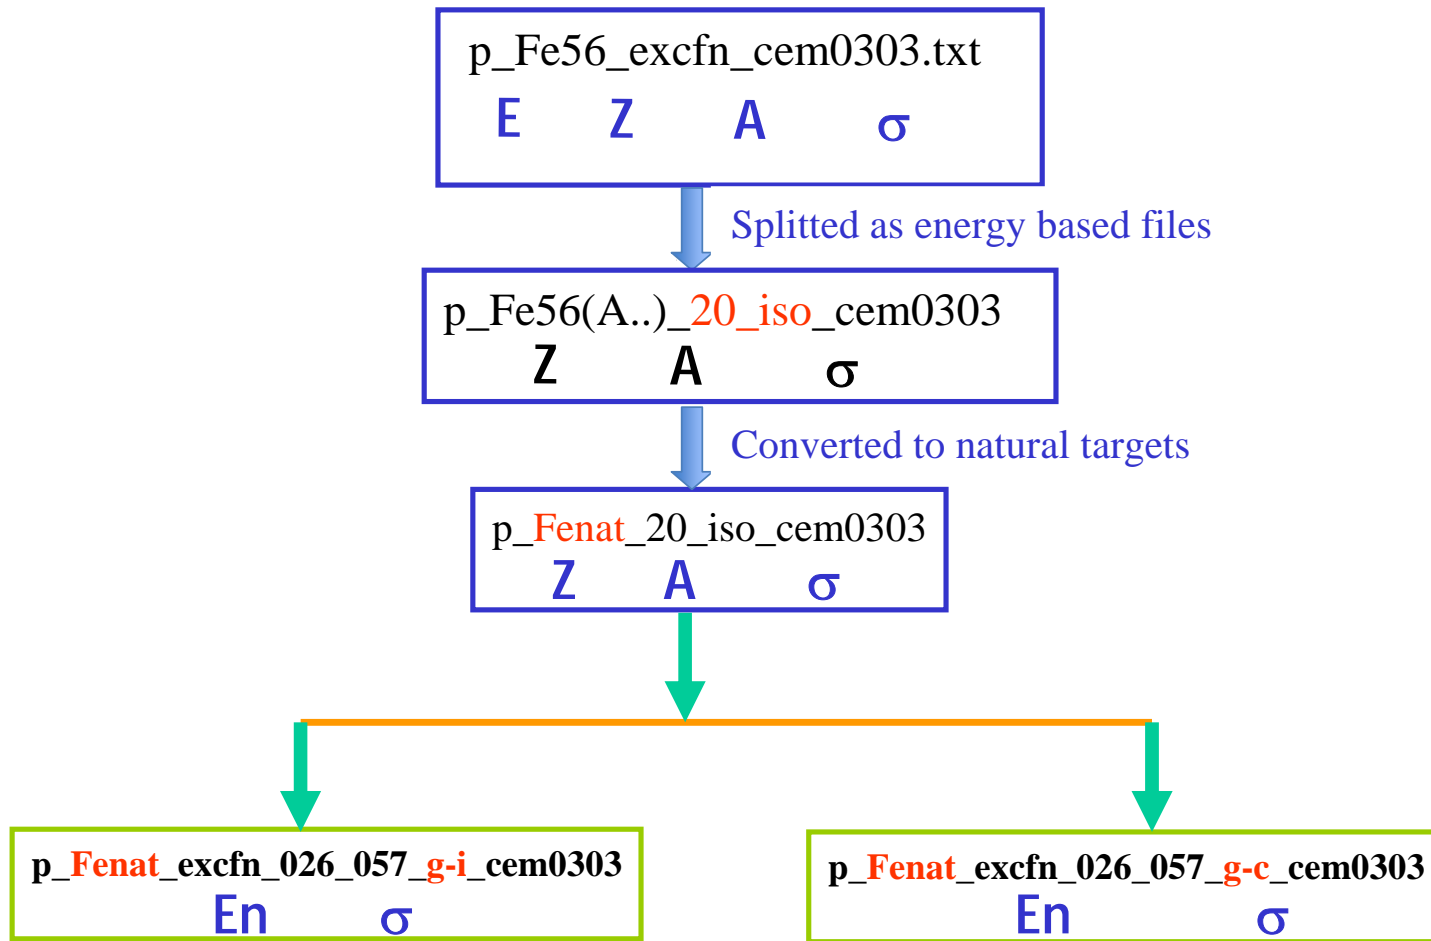 p_Fe56_excfn_cem0303.txt
E Z A σ
Splitted as energy based files
p_Fe56(A..)_20_iso_cem0303
Z A σ
Converted to natural targets
p_Fenat_20_iso_cem0303
Z A σ
p_Fenat_excfn_026_057_g-i_cem0303
En σ
p_Fenat_excfn_026_057_g-c_cem0303
En σ